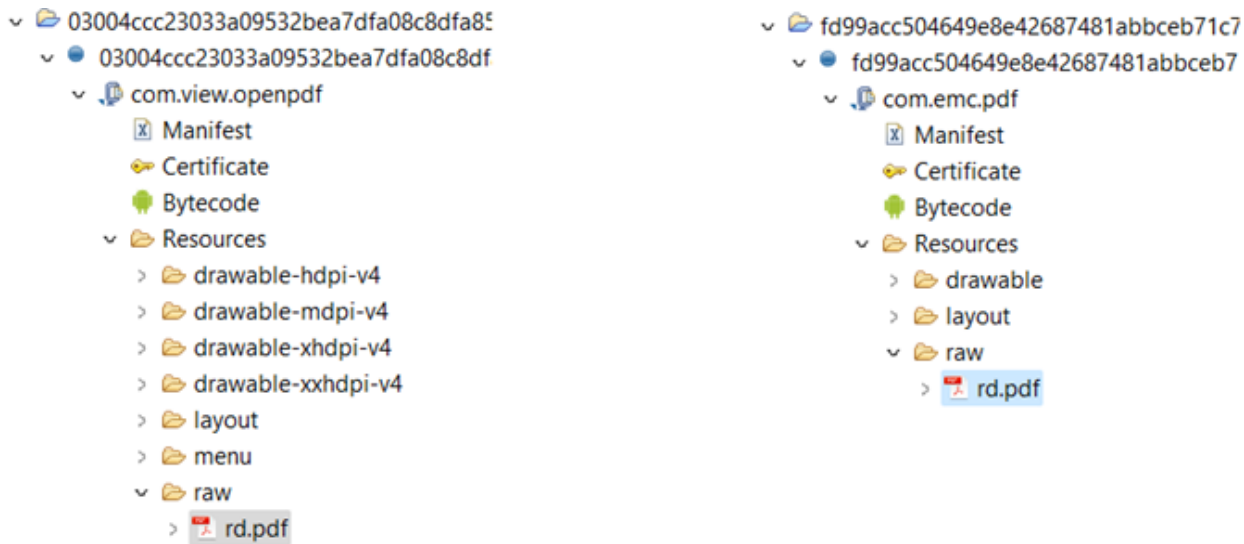 03004ccc23033a09532bea7dfa08c8dfa85
03004ccc23033a09532bea7dfa08c8df
com.view.openpdf
Manifest
Certificate
Bytecode
Resources
drawable-hdpi-v4
drawable-mdpi-v4
drawable-xhdpi-v4
drawable-xxhdpi-v4
layout
menu
raw
rd.pdf
fd99acc504649e8e42687481abbceb71c7
fd99acc504649e8e42687481abbceb7
com.emc.pdf
Manifest
Certificate
Bytecode
Resources
drawable
layout
raw
rd.pdf